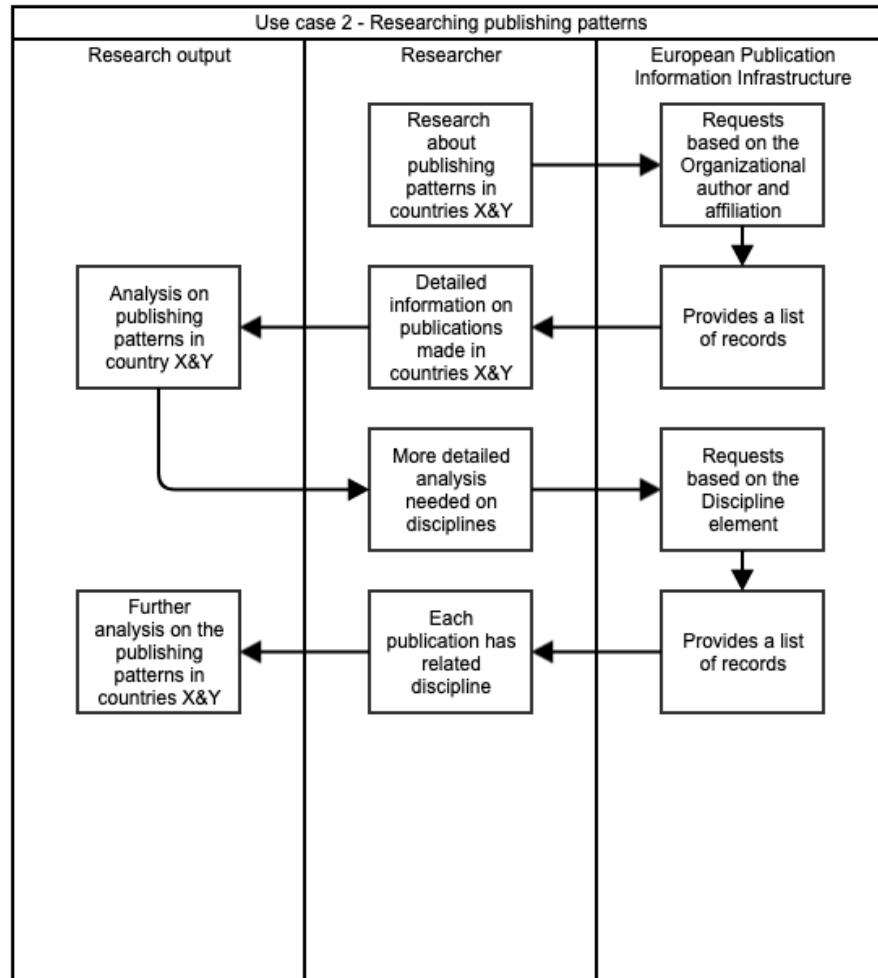 Use case 2 - Researching publishing patterns
Research output
Researcher
European Publication
Information Infrastructure
Research
about
publishing
patterns in
countries X&Y
Requests
based on the
Organizational
author and
affiliation
Analysis on
publishing
patterns in
country X&Y
Detailed
information on
publications
made in
countries X&Y
Provides a list
of records
More detailed
analysis
needed on
disciplines
Requests
based on the
Discipline
element
Further
analysis on the
publishing
patterns in
countries X&Y
Each
publication has
related
discipline
Provides a list
of records